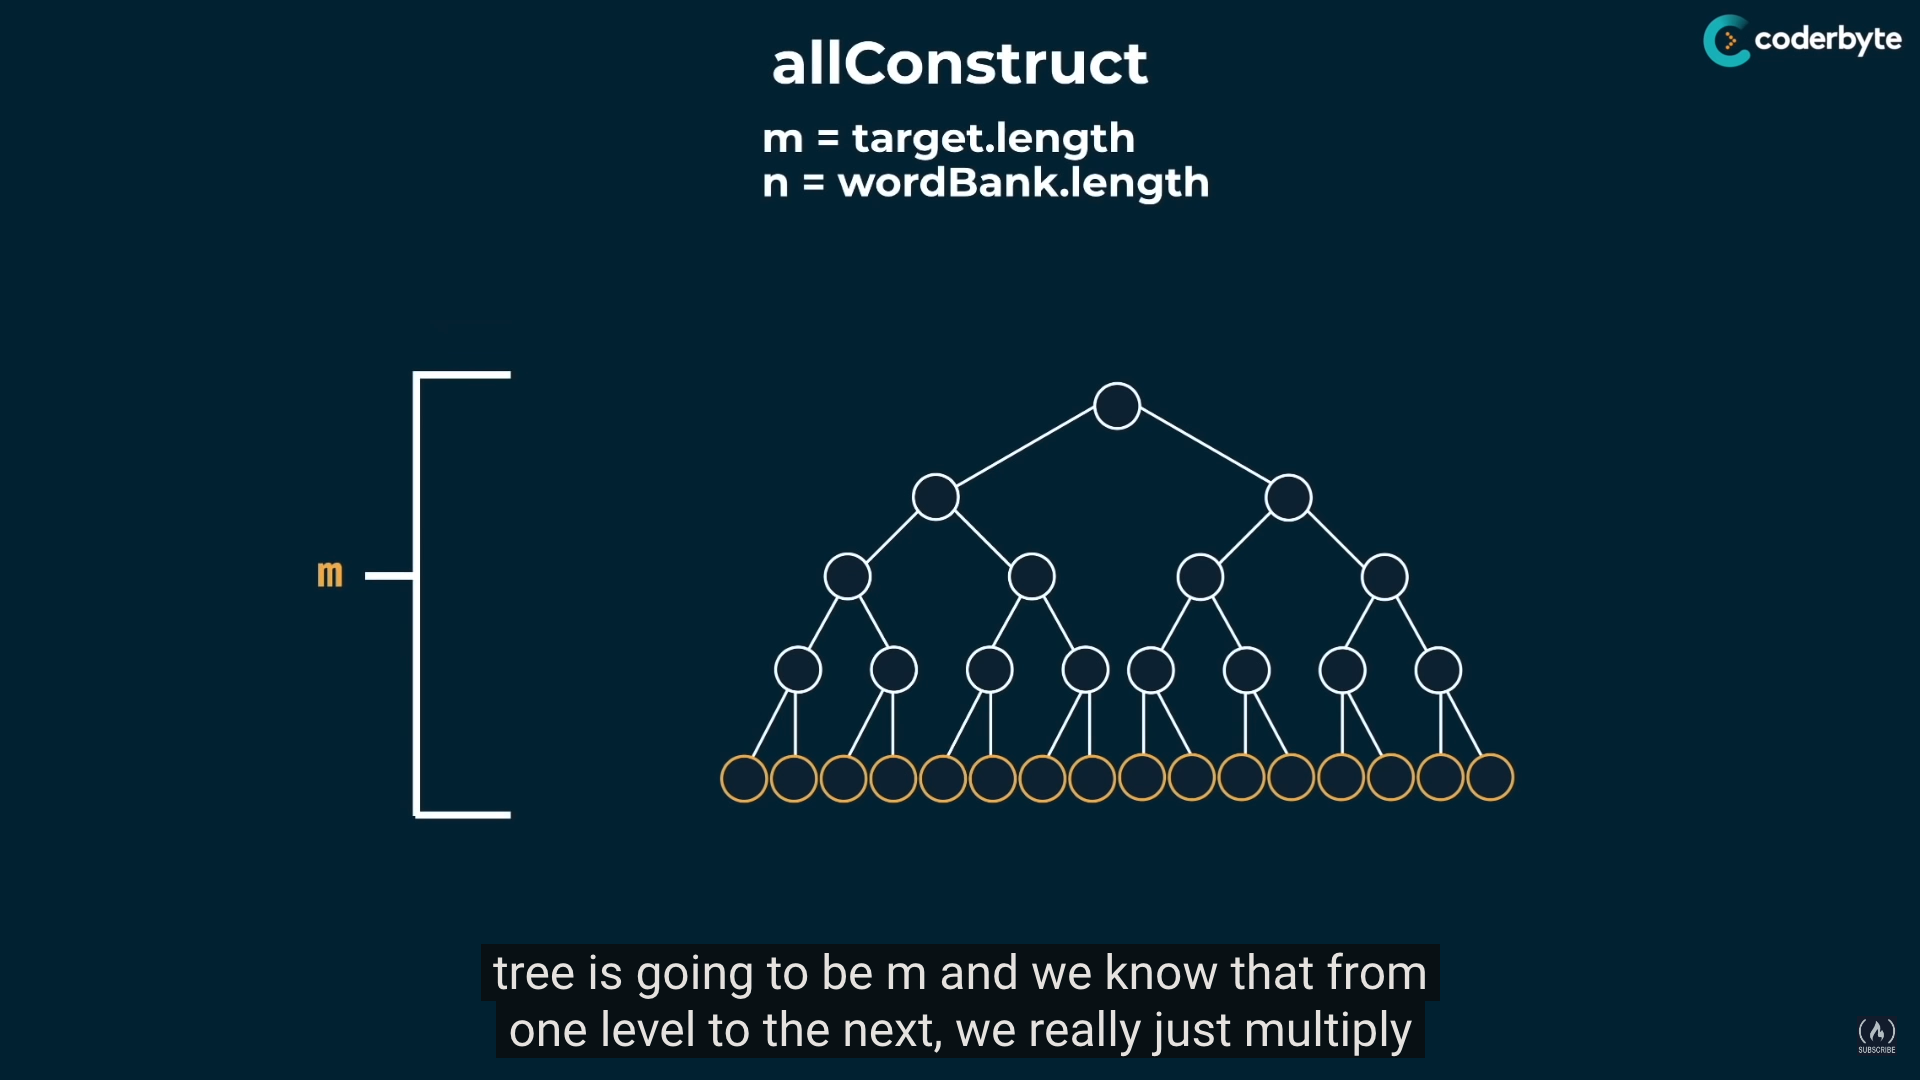 allConstruct
coderbyte
m = target.length
n = wordBank.length
m
tree is going to be m and we know that from
one level to the next, we really just multiply
SUBSCRIBE